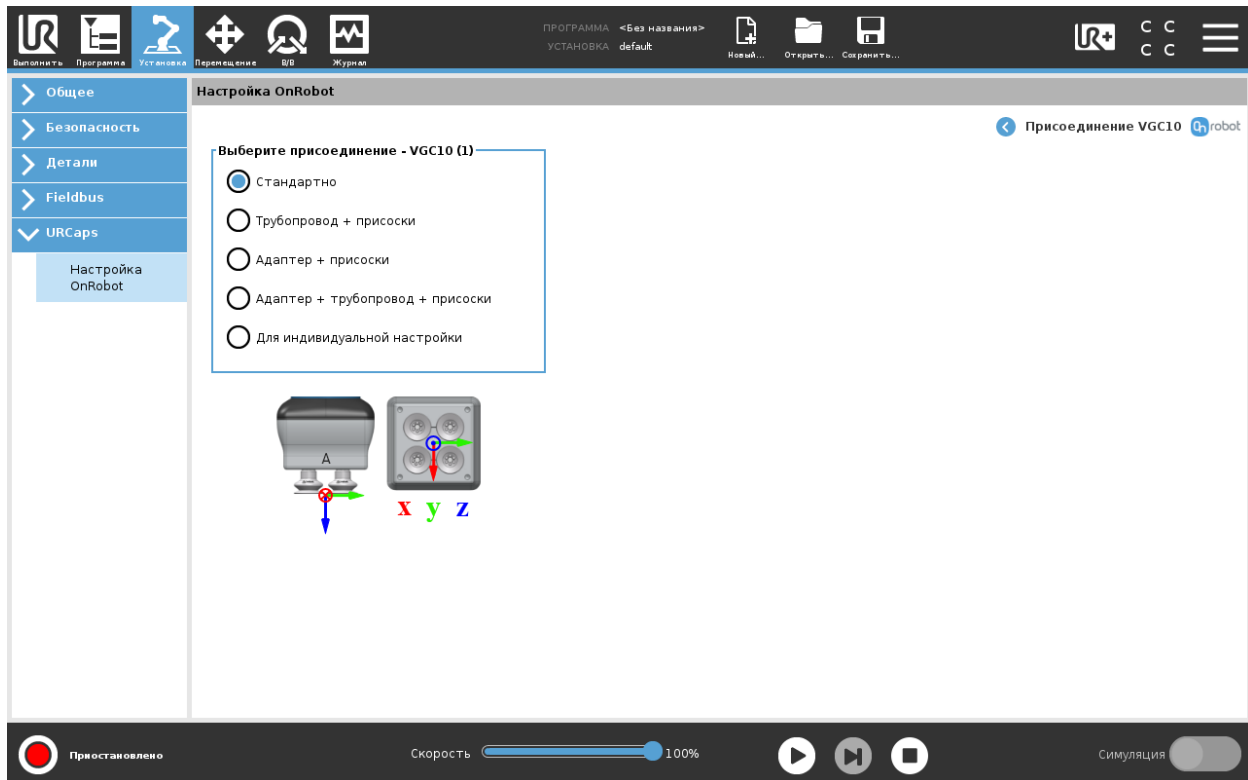 ПРОГРАММА <Без названия>
УСТАНОВКА default
Выполнить
Программа
Установка
Перемещение
В/В
Журнал
Новый...
Открыть...
Сохранить...
UR+
C C
C C
Общее
Безопасность
Детали
Fieldbus
URCaps
Настройка
OnRobot
Настройка OnRobot
Присоединение VGC10 OnRobot
Выберите присоединение - VGC10 (1)
Стандартно
Трубопровод + присоски
Адаптер + присоски
Адаптер + трубопровод + присоски
Для индивидуальной настройки
A
x y z
Приостановлено
Скорость
100%
Симуляция